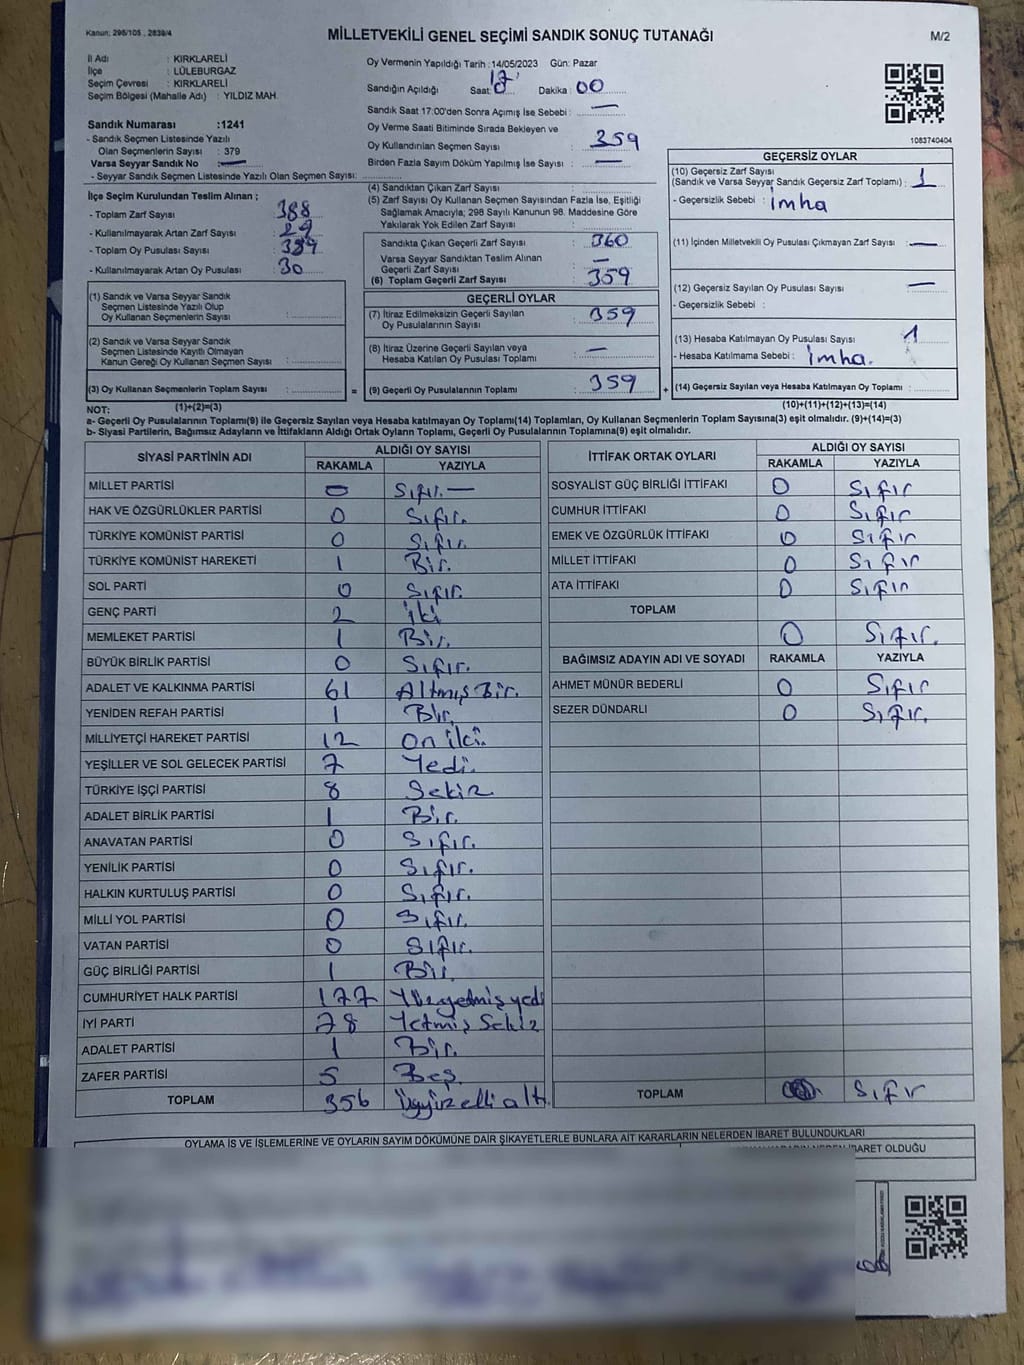 Kanun: 298/105 , 2839/4
MİLLETVEKİLİ GENEL SEÇİMİ SANDIK SONUÇ TUTANAĞI
M/2
İl Adı : KIRKLARELİ
İlçe : LÜLEBURGAZ
Seçim Çevresi : KIRKLARELİ
Seçim Bölgesi (Mahalle Adı) : YILDIZ MAH.
Sandık Numarası :1241
- Sandık Seçmen Listesinde Yazılı
Olan Seçmenlerin Sayısı : 379
Varsa Seyyar Sandık No : —
- Seyyar Sandık Seçmen Listesinde Yazılı Olan Seçmen Sayısı:
Oy Vermenin Yapıldığı Tarih :14/05/2023 Gün: Pazar
Sandığın Açıldığı Saat: Dakika : 00
Sandık Saat 17:00'den Sonra Açımış İse Sebebi : —
Oy Verme Saati Bitiminde Sırada Bekleyen ve
Oy Kullandırılan Seçmen Sayısı : 359
Birden Fazla Sayım Döküm Yapılmış İse Sayısı : —
1083740404
İlçe Seçim Kurulundan Teslim Alınan ;
- Toplam Zarf Sayısı : 388
- Kullanılmayarak Artan Zarf Sayısı : 29
- Toplam Oy Pusulası Sayısı : 389
- Kullanılmayarak Artan Oy Pusulası : 30
(4) Sandıktan Çıkan Zarf Sayısı :
(5) Zarf Sayısı Oy Kullanan Seçmen Sayısından Fazla İse, Eşitliği
Sağlamak Amacıyla; 298 Sayılı Kanunun 98. Maddesine Göre
Yakılarak Yok Edilen Zarf Sayısı :
Sandıkta Çıkan Geçerli Zarf Sayısı : 360
Varsa Seyyar Sandıktan Teslim Alınan
Geçerli Zarf Sayısı : —
(6) Toplam Geçerli Zarf Sayısı : 359
GEÇERSİZ OYLAR
(10) Geçersiz Zarf Sayısı
(Sandık ve Varsa Seyyar Sandık Geçersiz Zarf Toplamı) : 1
- Geçersizlik Sebebi : imha
(11) İçinden Milletvekili Oy Pusulası Çıkmayan Zarf Sayısı : —
(12) Geçersiz Sayılan Oy Pusulası Sayısı : —
- Geçersizlik Sebebi :
(13) Hesaba Katılmayan Oy Pusulası Sayısı : 1
- Hesaba Katılmama Sebebi : imha.
(14) Geçersiz Sayılan veya Hesaba Katılmayan Oy Toplamı :
(10)+(11)+(12)+(13)=(14)
(1) Sandık ve Varsa Seyyar Sandık
Seçmen Listesinde Yazılı Olup
Oy Kullanan Seçmenlerin Sayısı :
(2) Sandık ve Varsa Seyyar Sandık
Seçmen Listesinde Kayıtlı Olmayan
Kanun Gereği Oy Kullanan Seçmen Sayısı :
(3) Oy Kullanan Seçmenlerin Toplam Sayısı : =
(1)+(2)=(3)
GEÇERLİ OYLAR
(7) İtiraz Edilmeksizin Geçerli Sayılan
Oy Pusulalarının Sayısı : 359
(8) İtiraz Üzerine Geçerli Sayılan veya
Hesaba Katılan Oy Pusulası Toplamı : —
(9) Geçerli Oy Pusulalarının Toplamı : 359 +
NOT:
a- Geçerli Oy Pusulasının Toplamı(9) ile Geçersiz Sayılan veya Hesaba katılmayan Oy Toplamı(14) Toplamları, Oy Kullanan Seçmenlerin Toplam Sayısına(3) eşit olmalıdır. (9)+(14)=(3)
b- Siyasi Partilerin, Bağımsız Adayların ve İttifakların Aldığı Ortak Oyların Toplamı, Geçerli Oy Pusulalarının Toplamına(9) eşit olmalıdır.
SİYASİ PARTİNİN ADI ALDIĞI OY SAYISI
RAKAMLA YAZIYLA
MİLLET PARTİSİ 0 Sıfır. —
HAK VE ÖZGÜRLÜKLER PARTİSİ 0 Sıfır.
TÜRKİYE KOMÜNİST PARTİSİ 0 Sıfır.
TÜRKİYE KOMÜNİST HAREKETİ 1 Bir.
SOL PARTİ 0 Sıfır.
GENÇ PARTİ 2 iki
MEMLEKET PARTİSİ 1 Bir.
BÜYÜK BİRLİK PARTİSİ 0 Sıfır.
ADALET VE KALKINMA PARTİSİ 61 Altmış Bir.
YENİDEN REFAH PARTİSİ 1 Bir.
MİLLİYETÇİ HAREKET PARTİSİ 12 on iki.
YEŞİLLER VE SOL GELECEK PARTİSİ 7 Yedi.
TÜRKİYE İŞÇİ PARTİSİ 8 Sekiz
ADALET BİRLİK PARTİSİ 1 Bir.
ANAVATAN PARTİSİ 0 Sıfır.
YENİLİK PARTİSİ 0 Sıfır.
HALKIN KURTULUŞ PARTİSİ 0 Sıfır.
MİLLİ YOL PARTİSİ 0 Sıfır.
VATAN PARTİSİ 0 Sıfır.
GÜÇ BİRLİĞİ PARTİSİ 1 Bir.
CUMHURİYET HALK PARTİSİ 177 Yüzyetmişyedi
İYİ PARTİ 78 Yetmiş Sekiz
ADALET PARTİSİ 1 Bir.
ZAFER PARTİSİ 5 Beş.
TOPLAM 356 üçyüzelli altı.
İTTİFAK ORTAK OYLARI ALDIĞI OY SAYISI
RAKAMLA YAZIYLA
SOSYALİST GÜÇ BİRLİĞİ İTTİFAKI 0 Sıfır
CUMHUR İTTİFAKI 0 Sıfır
EMEK VE ÖZGÜRLÜK İTTİFAKI 0 Sıfır
MİLLET İTTİFAKI 0 Sıfır
ATA İTTİFAKI 0 Sıfır
TOPLAM 0 Sıfır.
BAĞIMSIZ ADAYIN ADI VE SOYADI RAKAMLA YAZIYLA
AHMET MÜNÜR BEDERLİ 0 Sıfır
SEZER DÜNDARLI 0 Sıfır.
TOPLAM Sıfır
OYLAMA İŞ VE İŞLEMLERİNE VE OYLARIN SAYIM DÖKÜMÜNE DAİR ŞİKAYETLERLE BUNLARA AİT KARARLARIN NELERDEN İBARET BULUNDUKLARI
İBARET OLDUĞU